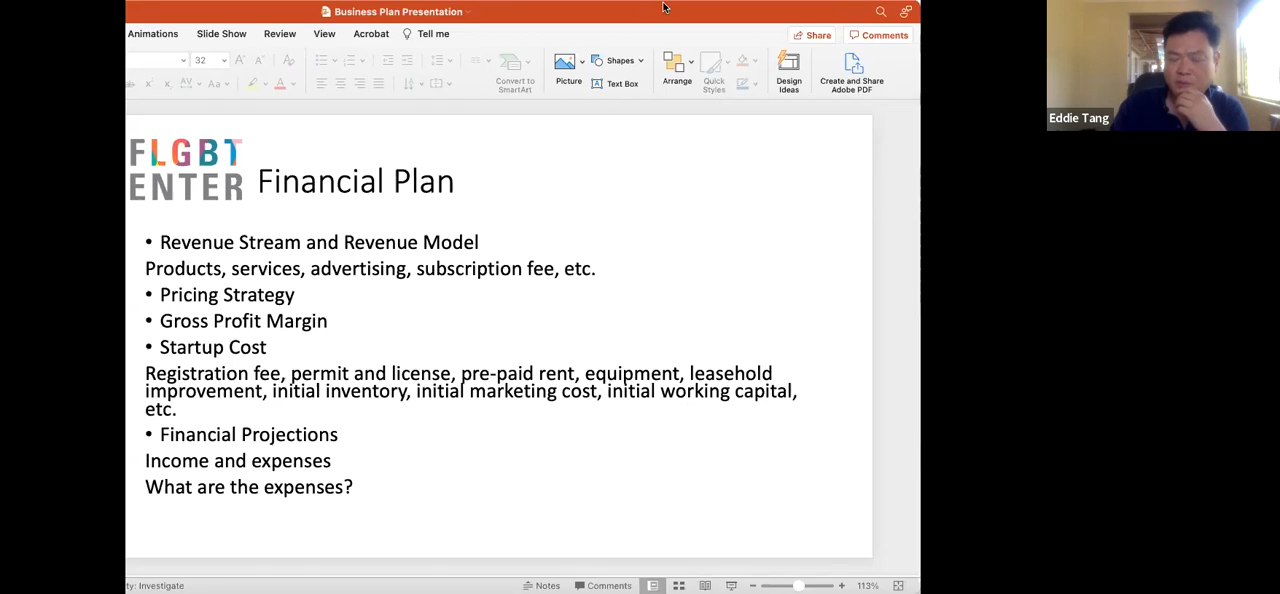 Business Plan Presentation
Animations Slide Show Review View Acrobat Tell me Share Comments
32
Convert to SmartArt
Picture
Shapes
Text Box
Arrange
Quick Styles
Design Ideas
Create and Share Adobe PDF
Eddie Tang
F LGBT
ENTER
Financial Plan
• Revenue Stream and Revenue Model
Products, services, advertising, subscription fee, etc.
• Pricing Strategy
• Gross Profit Margin
• Startup Cost
Registration fee, permit and license, pre-paid rent, equipment, leasehold
improvement, initial inventory, initial marketing cost, initial working capital,
etc.
• Financial Projections
Income and expenses
What are the expenses?
ty: Investigate Notes Comments 113%